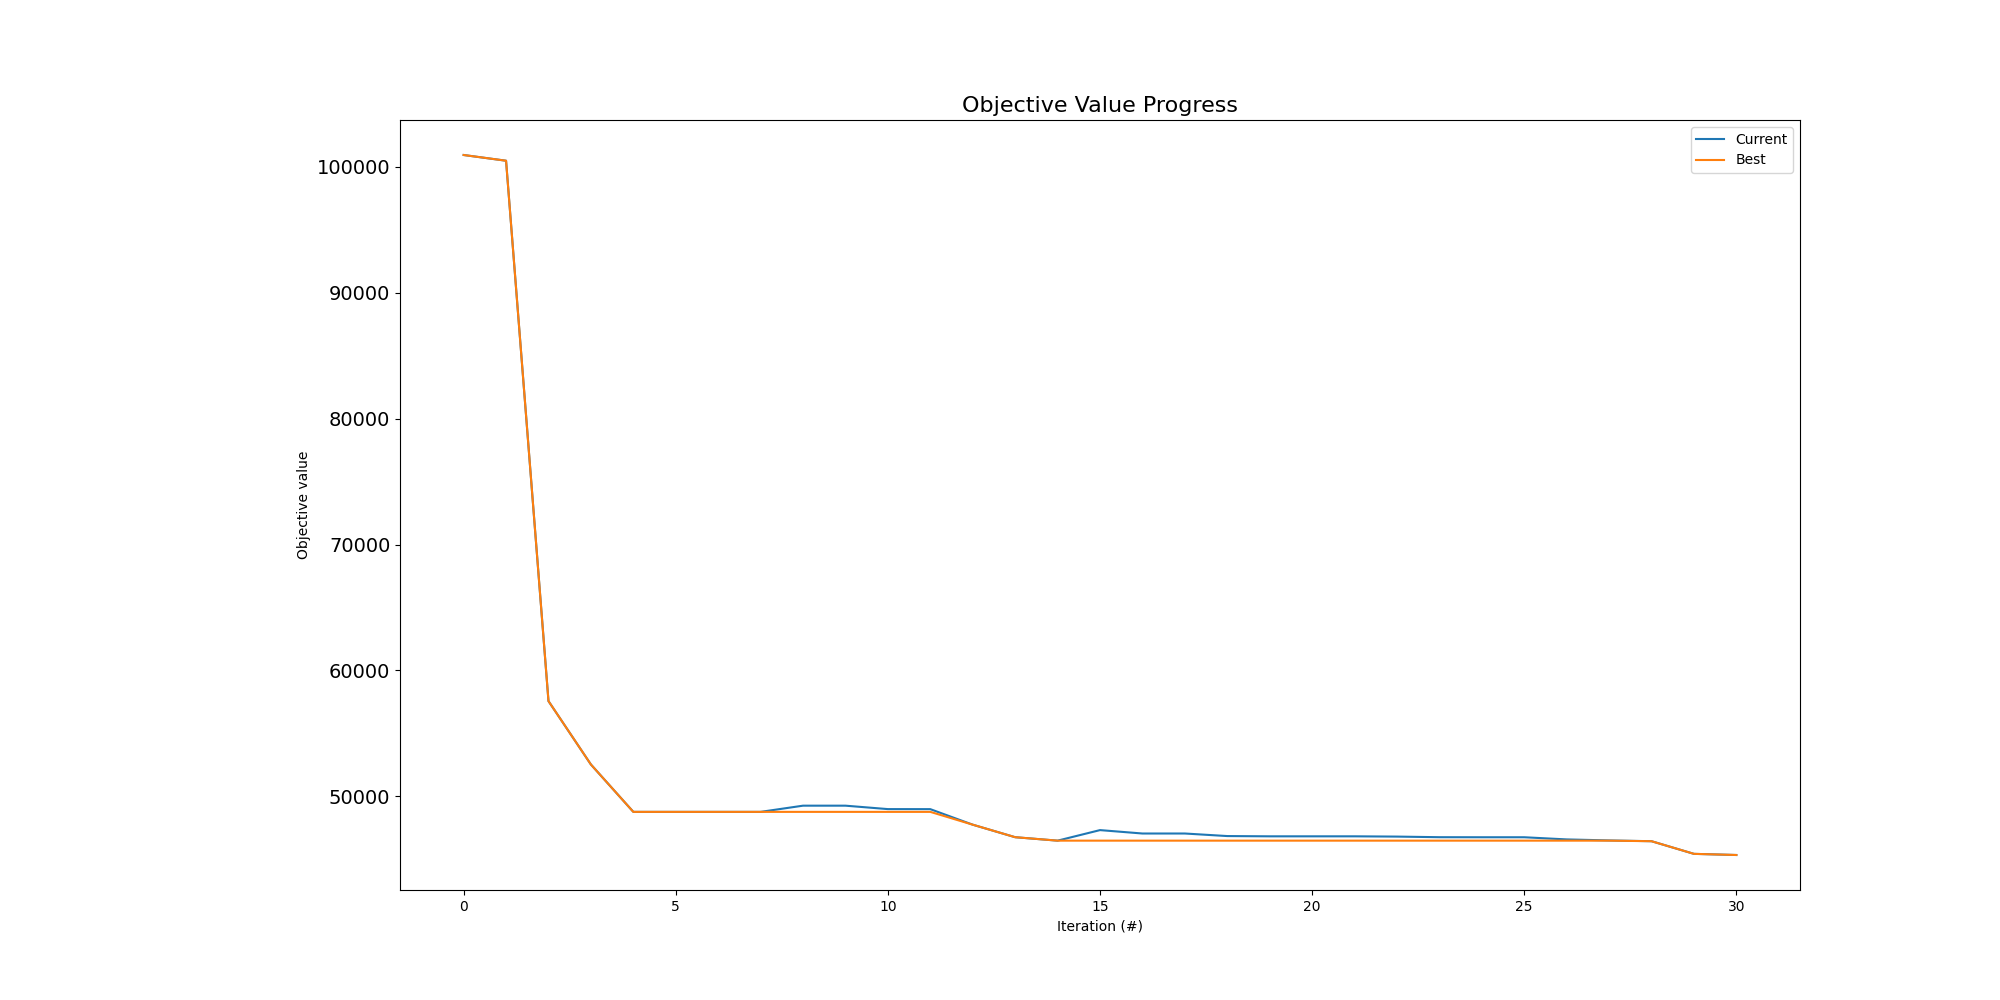 Objective Value Progress
Current
Best
100000
90000
80000
70000
60000
50000
Objective value
0 5 10 15 20 25 30
Iteration (#)